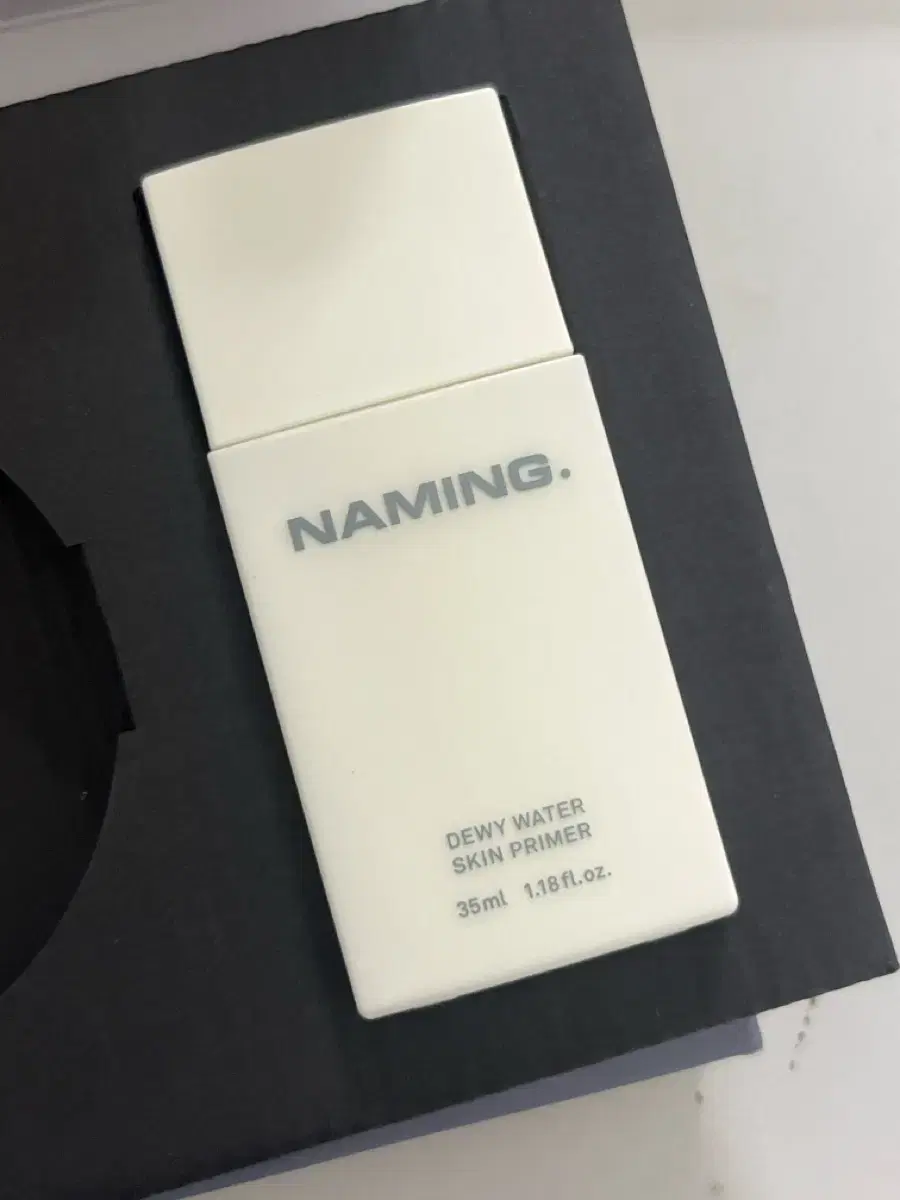 NAMING.
DEWY WATER
SKIN PRIMER
35ml 1.18fl.oz.